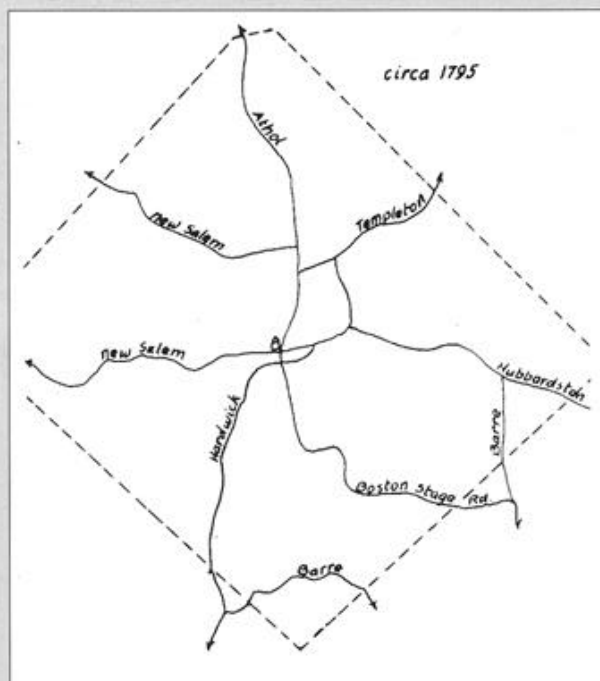 circa 1795
Athol
Templeton
new Salem
new Salem
Hubbardston
Hardwick
Barre
Boston Stage Rd.
Barre